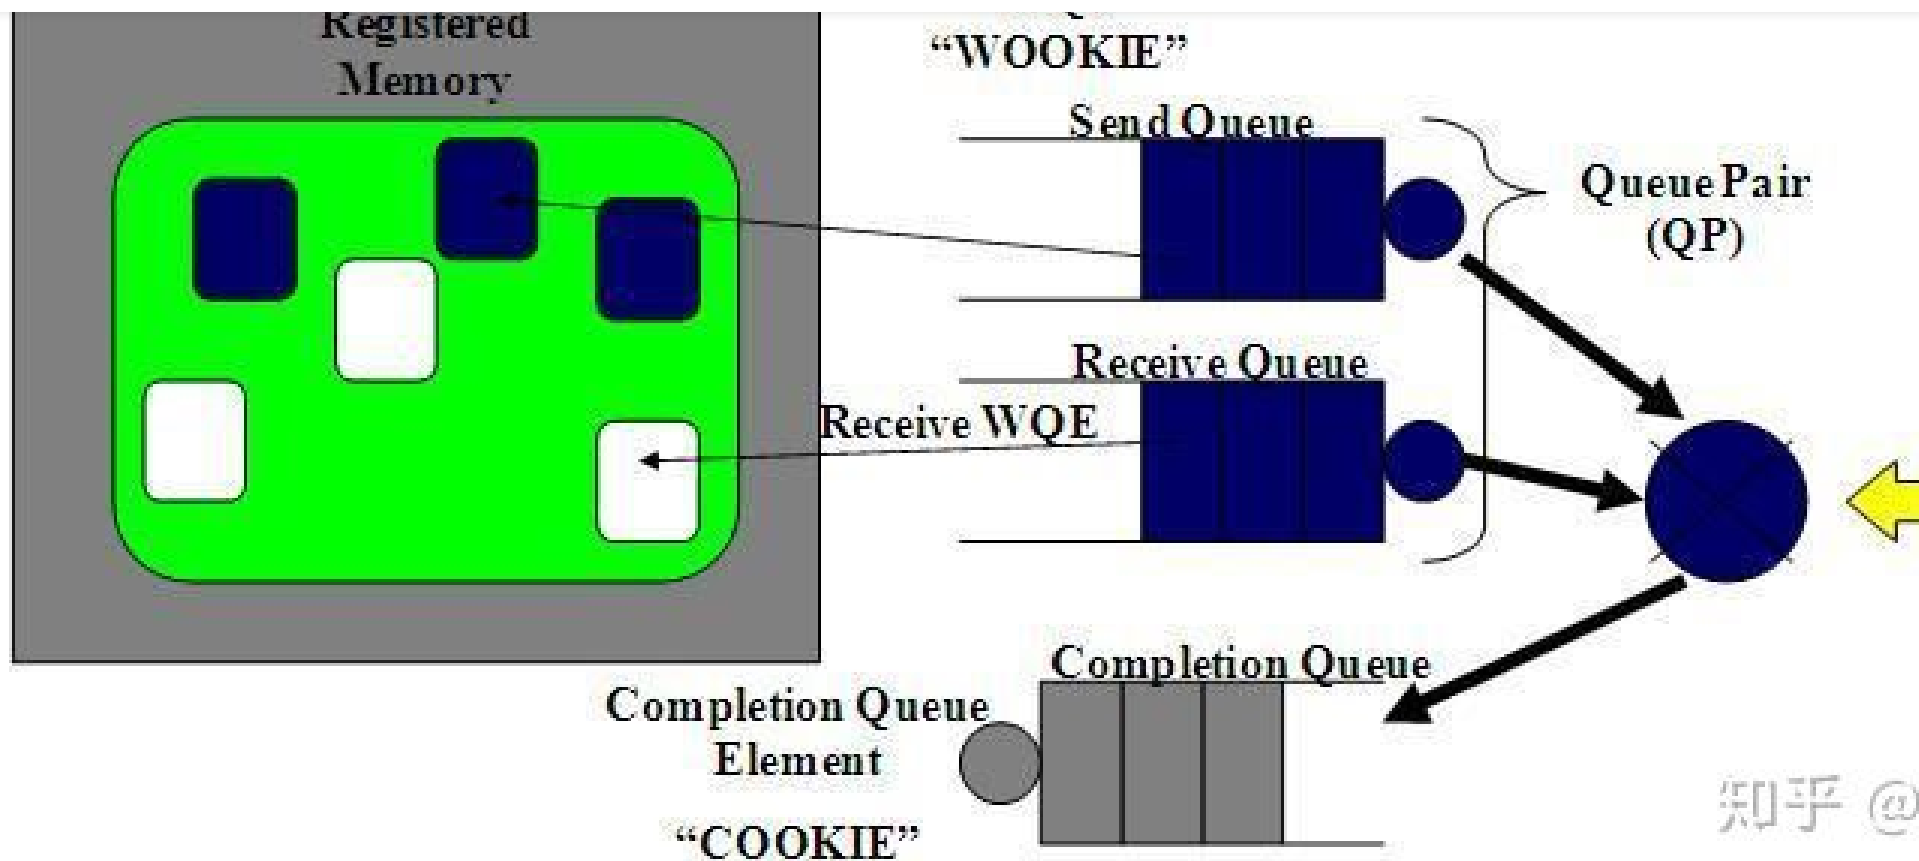 Registered
Memory
“WOOKIE”
Send Queue
Queue Pair
(QP)
Receive Queue
Receive WQE
Completion Queue
Completion Queue
Element
“COOKIE”
知乎 @